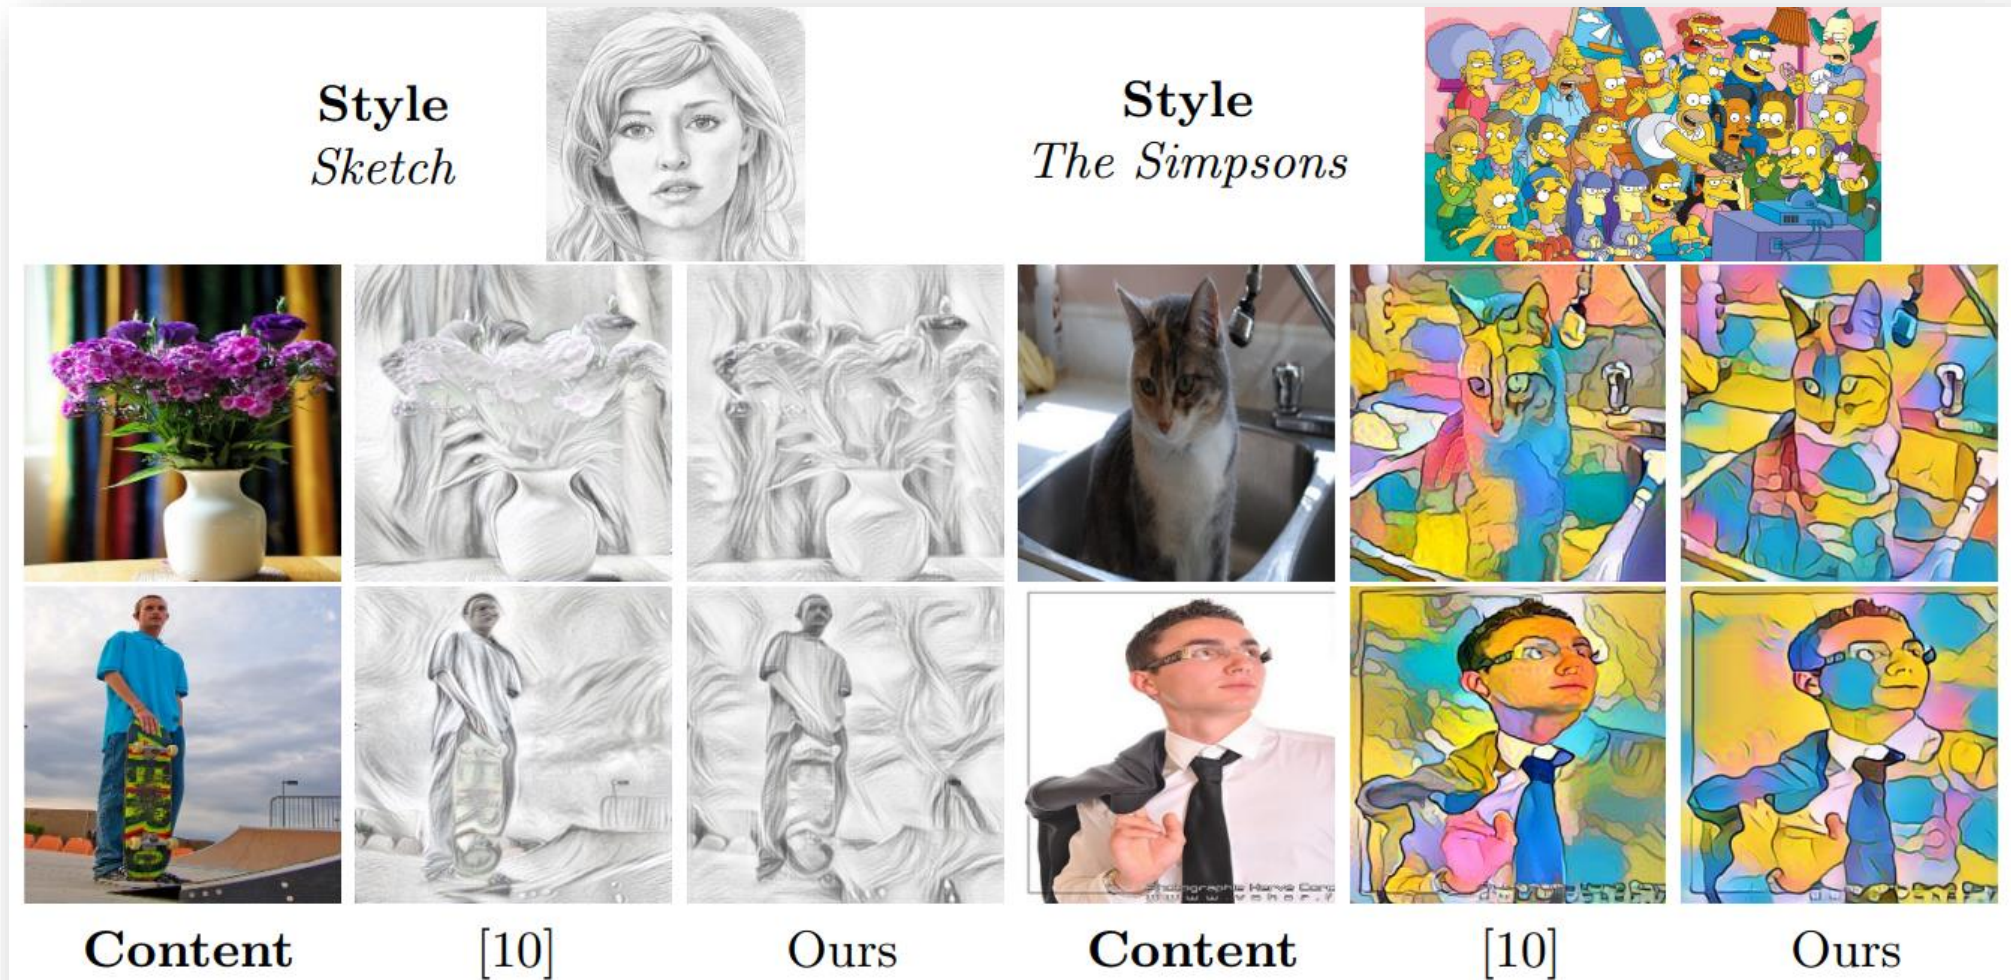 Style
Sketch
Style
The Simpsons
Content
[10]
Ours
Content
[10]
Ours